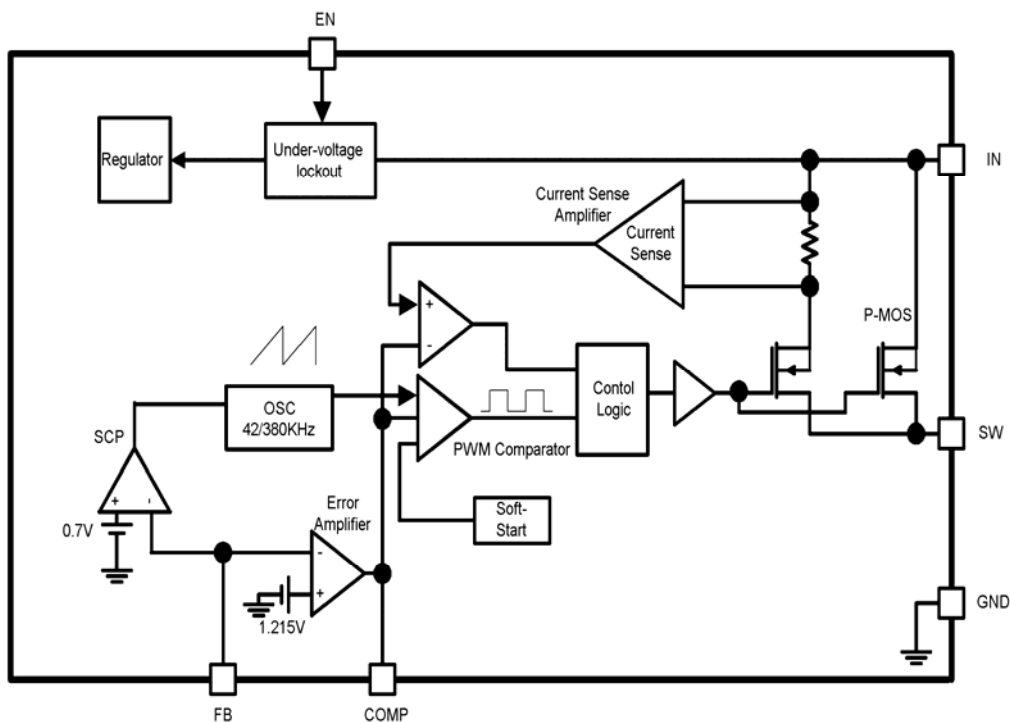 EN
Regulator
Under-voltage
lockout
IN
Current Sense
Amplifier
Current
Sense
P-MOS
+
-
OSC
42/380KHz
Contol
Logic
PWM Comparator
SW
SCP
+ -
0.7V
Error
Amplifier
Soft-
Start
-
+
1.215V
GND
FB
COMP